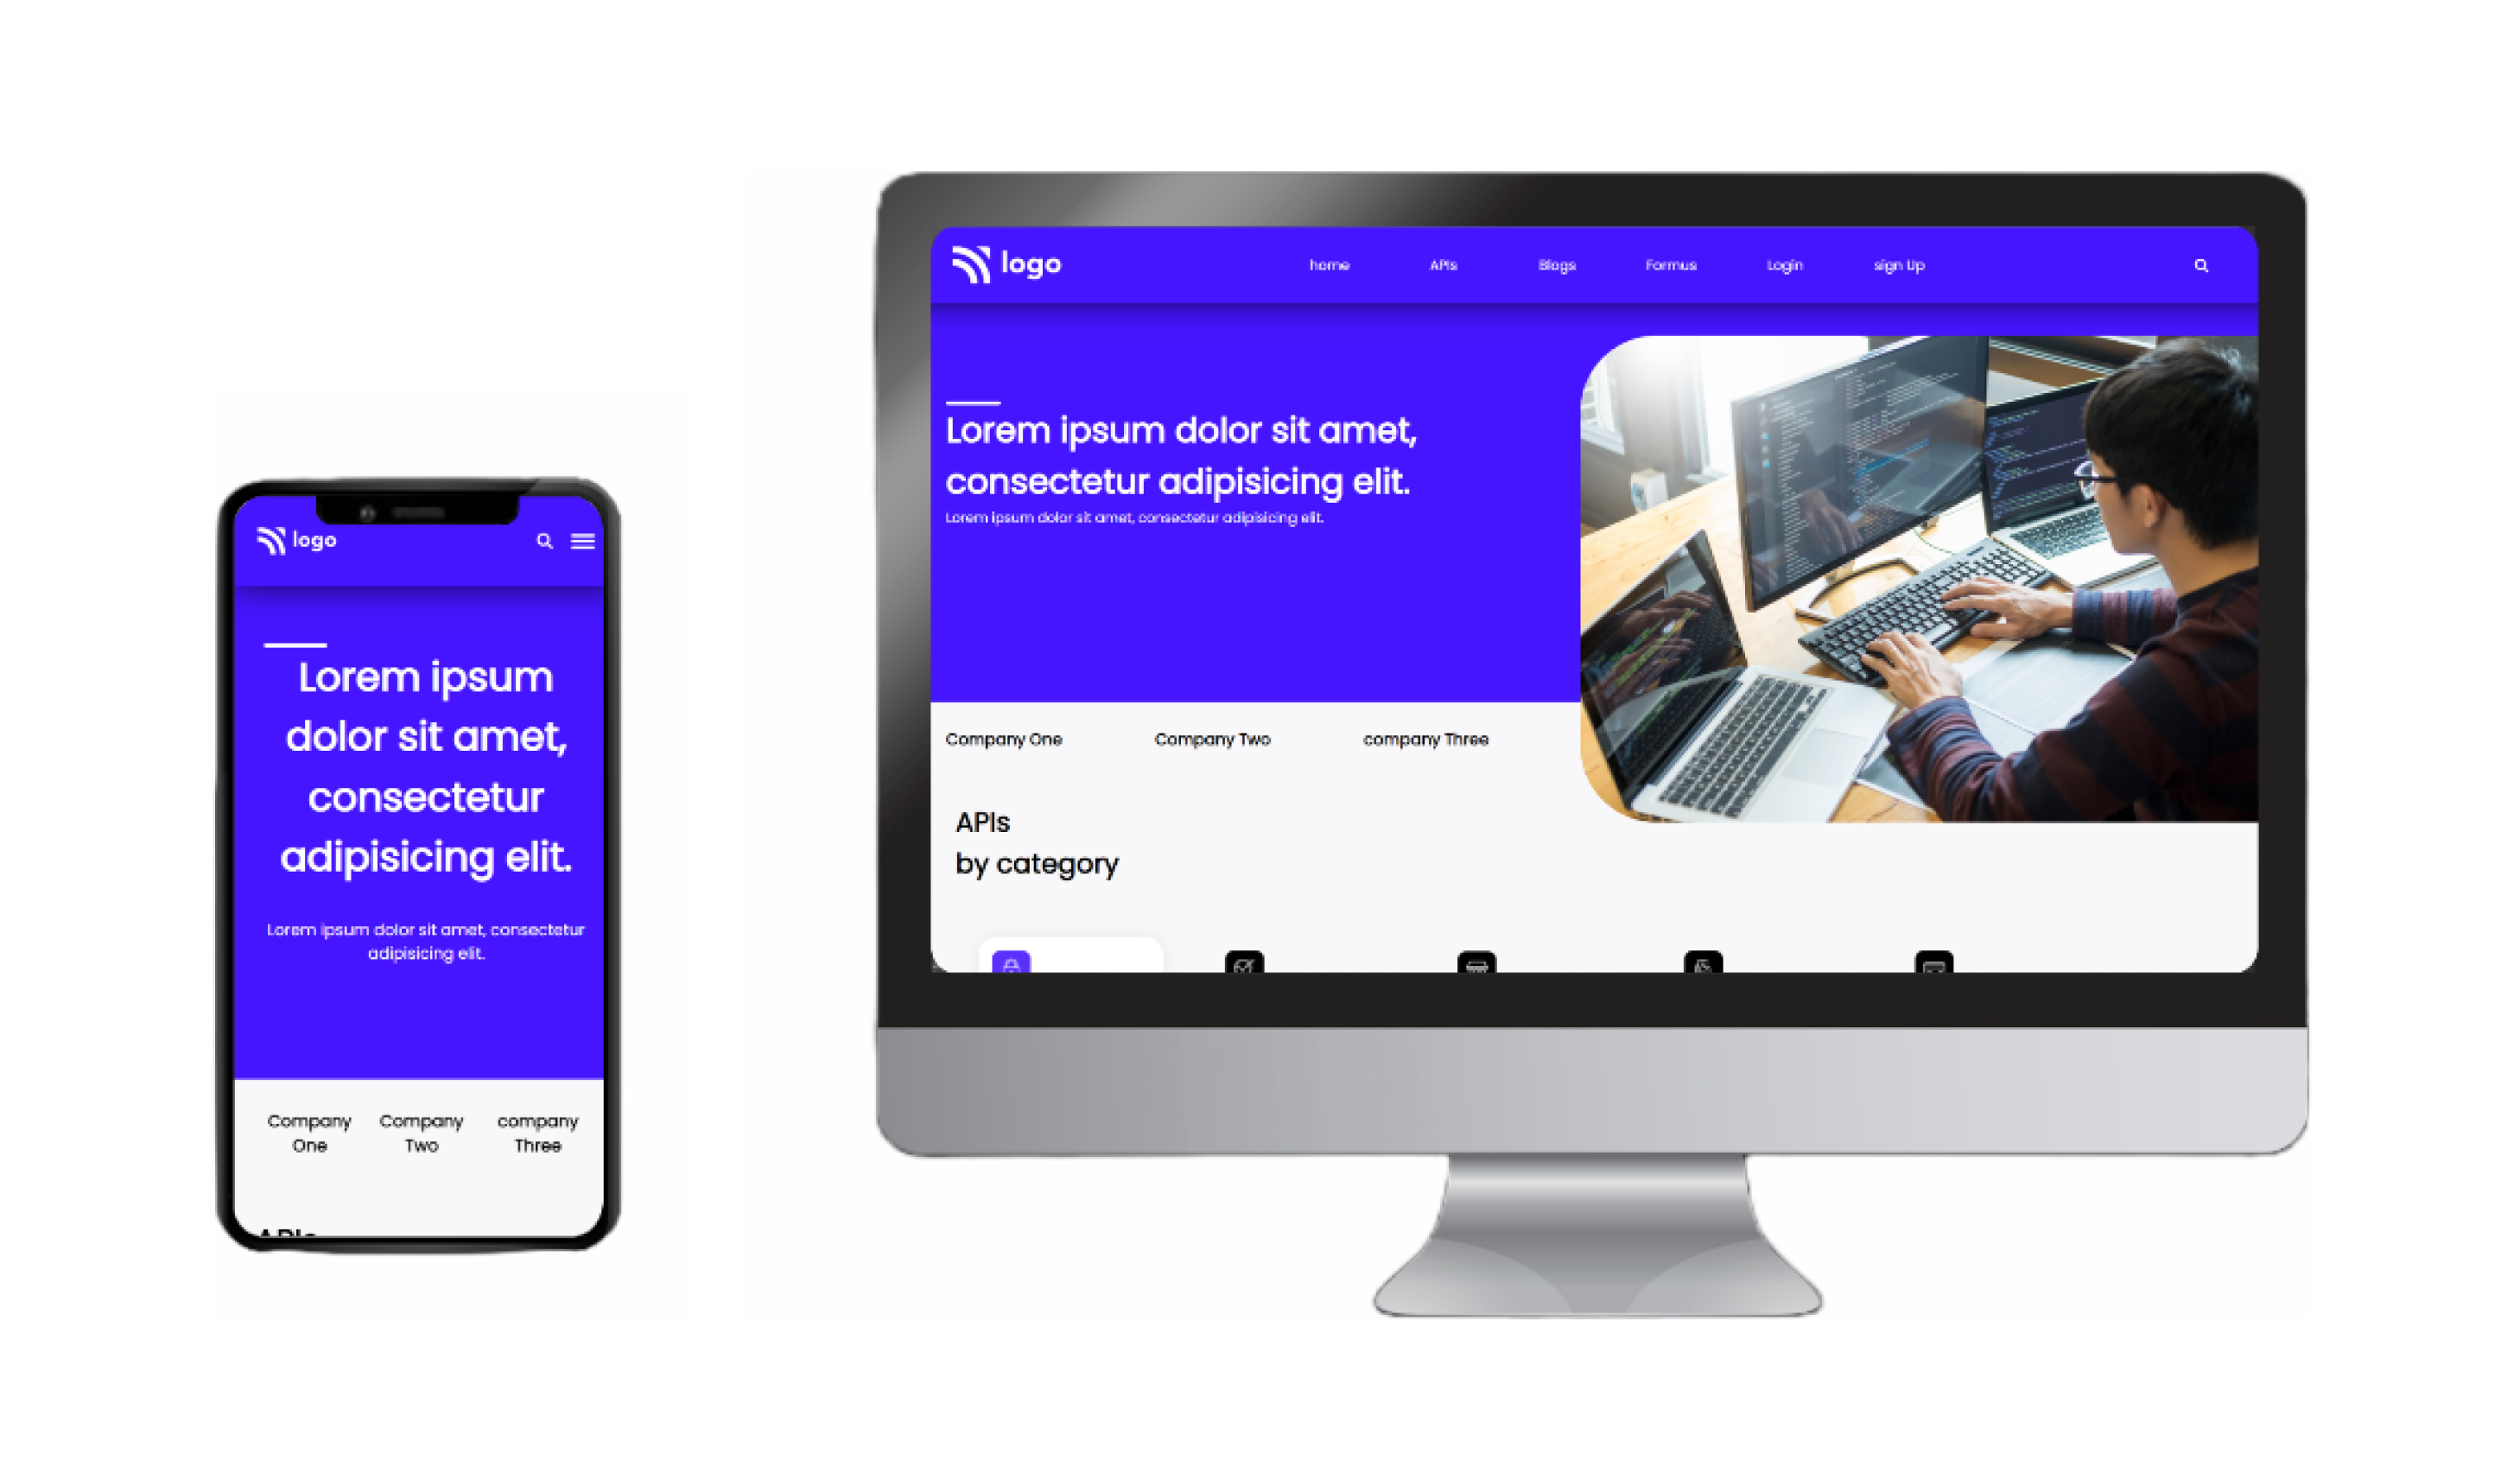 logo
Lorem ipsum
dolor sit amet,
consectetur
adipisicing elit.
Lorem ipsum dolor sit amet, consectetur
adipisicing elit.
Company One
Company Two
company Three
APIs
logo
home APIs Blogs Formus Login sign Up
Lorem ipsum dolor sit amet,
consectetur adipisicing elit.
Lorem ipsum dolor sit amet, consectetur adipisicing elit.
Company One Company Two company Three
APIs
by category